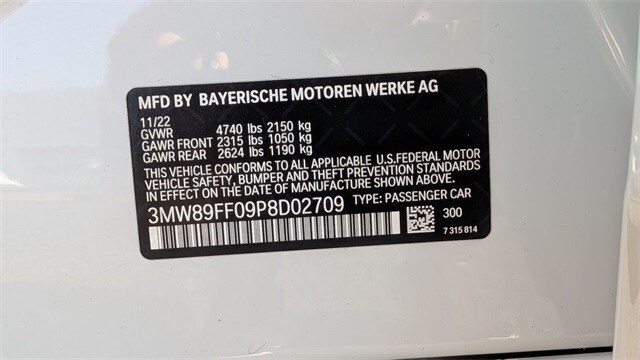 MFD BY BAYERISCHE MOTOREN WERKE AG
11/22
GVWR 4740 lbs 2150 kg
GAWR FRONT 2315 lbs 1050 kg
GAWR REAR 2624 lbs 1190 kg
THIS VEHICLE CONFORMS TO ALL APPLICABLE U.S.FEDERAL MOTOR
VEHICLE SAFETY, BUMPER AND THEFT PREVENTION STANDARDS
IN EFFECT ON THE DATE OF MANUFACTURE SHOWN ABOVE.
3MW89FF09P8D02709 TYPE: PASSENGER CAR
300
7 315 814